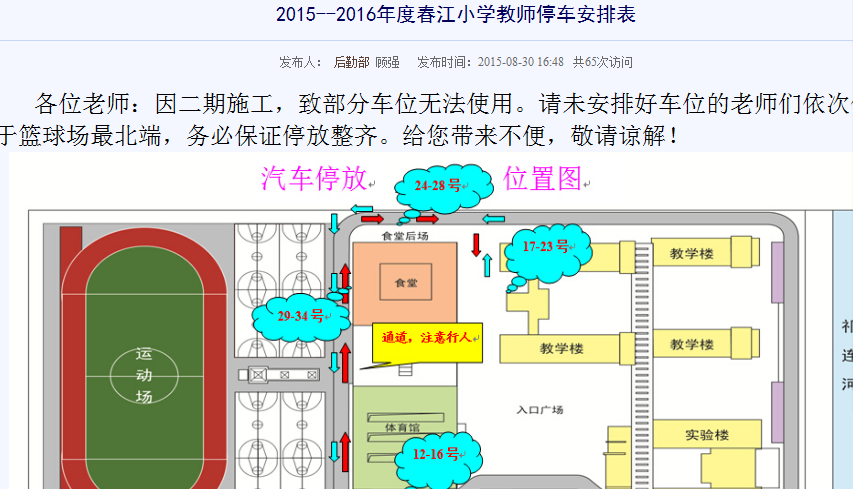 2015--2016年度春江小学教师停车安排表
发布人： 后勤部 顾强 发布时间：2015-08-30 16:48 共65次访问
各位老师：因二期施工，致部分车位无法使用。请未安排好车位的老师们依次
于篮球场最北端，务必保证停放整齐。给您带来不便，敬请谅解！
汽车停放
24-28号
位置图
食堂后场
17-23号
教学楼
食堂
29-34号
通道，注意行人
教学楼
教学楼
运
动
场
祁
连
河
入口广场
体育馆
实验楼
12-16号